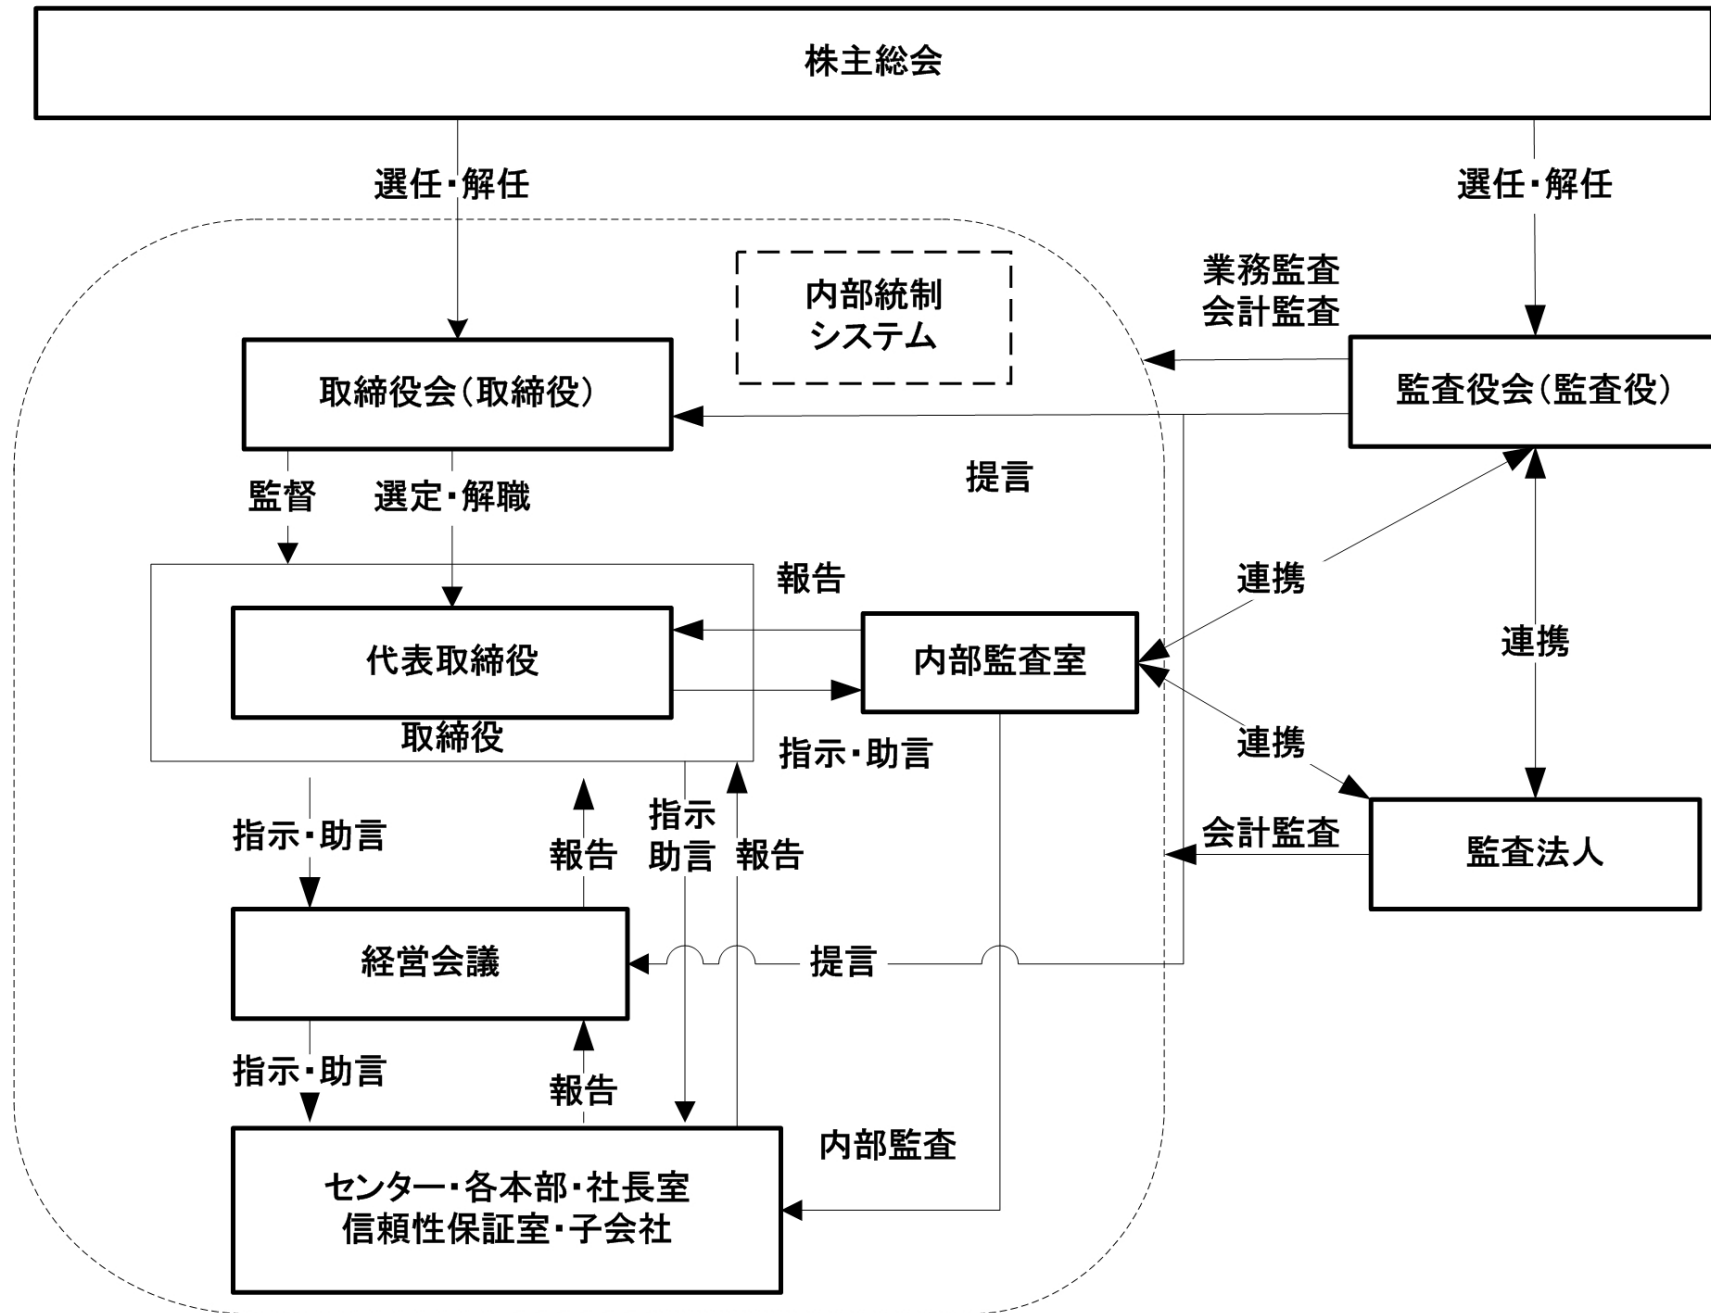 株主総会
選任・解任
選任・解任
内部統制
システム
業務監査
会計監査
取締役会(取締役)
監査役会(監査役)
提言
監督
選定・解職
報告
連携
代表取締役
取締役
内部監査室
連携
指示・助言
連携
指示・助言
報告
指示
助言
報告
会計監査
監査法人
経営会議
提言
指示・助言
報告
内部監査
センター・各本部・社長室
信頼性保証室・子会社